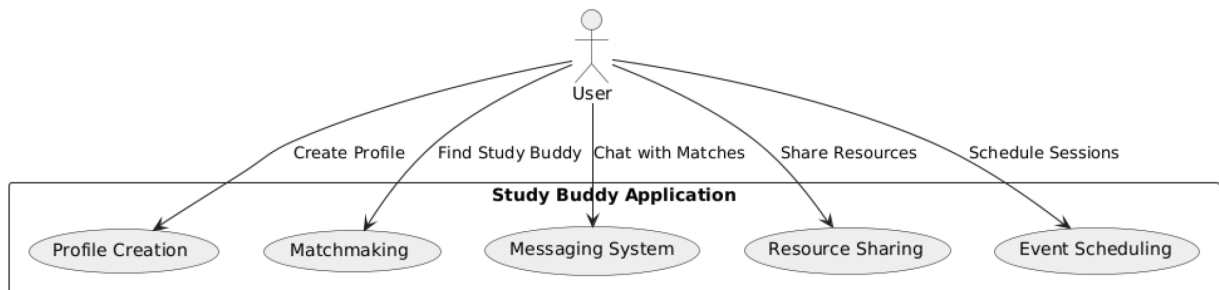 User
Create Profile
Find Study Buddy
Chat with Matches
Share Resources
Schedule Sessions
Study Buddy Application
Profile Creation
Matchmaking
Messaging System
Resource Sharing
Event Scheduling